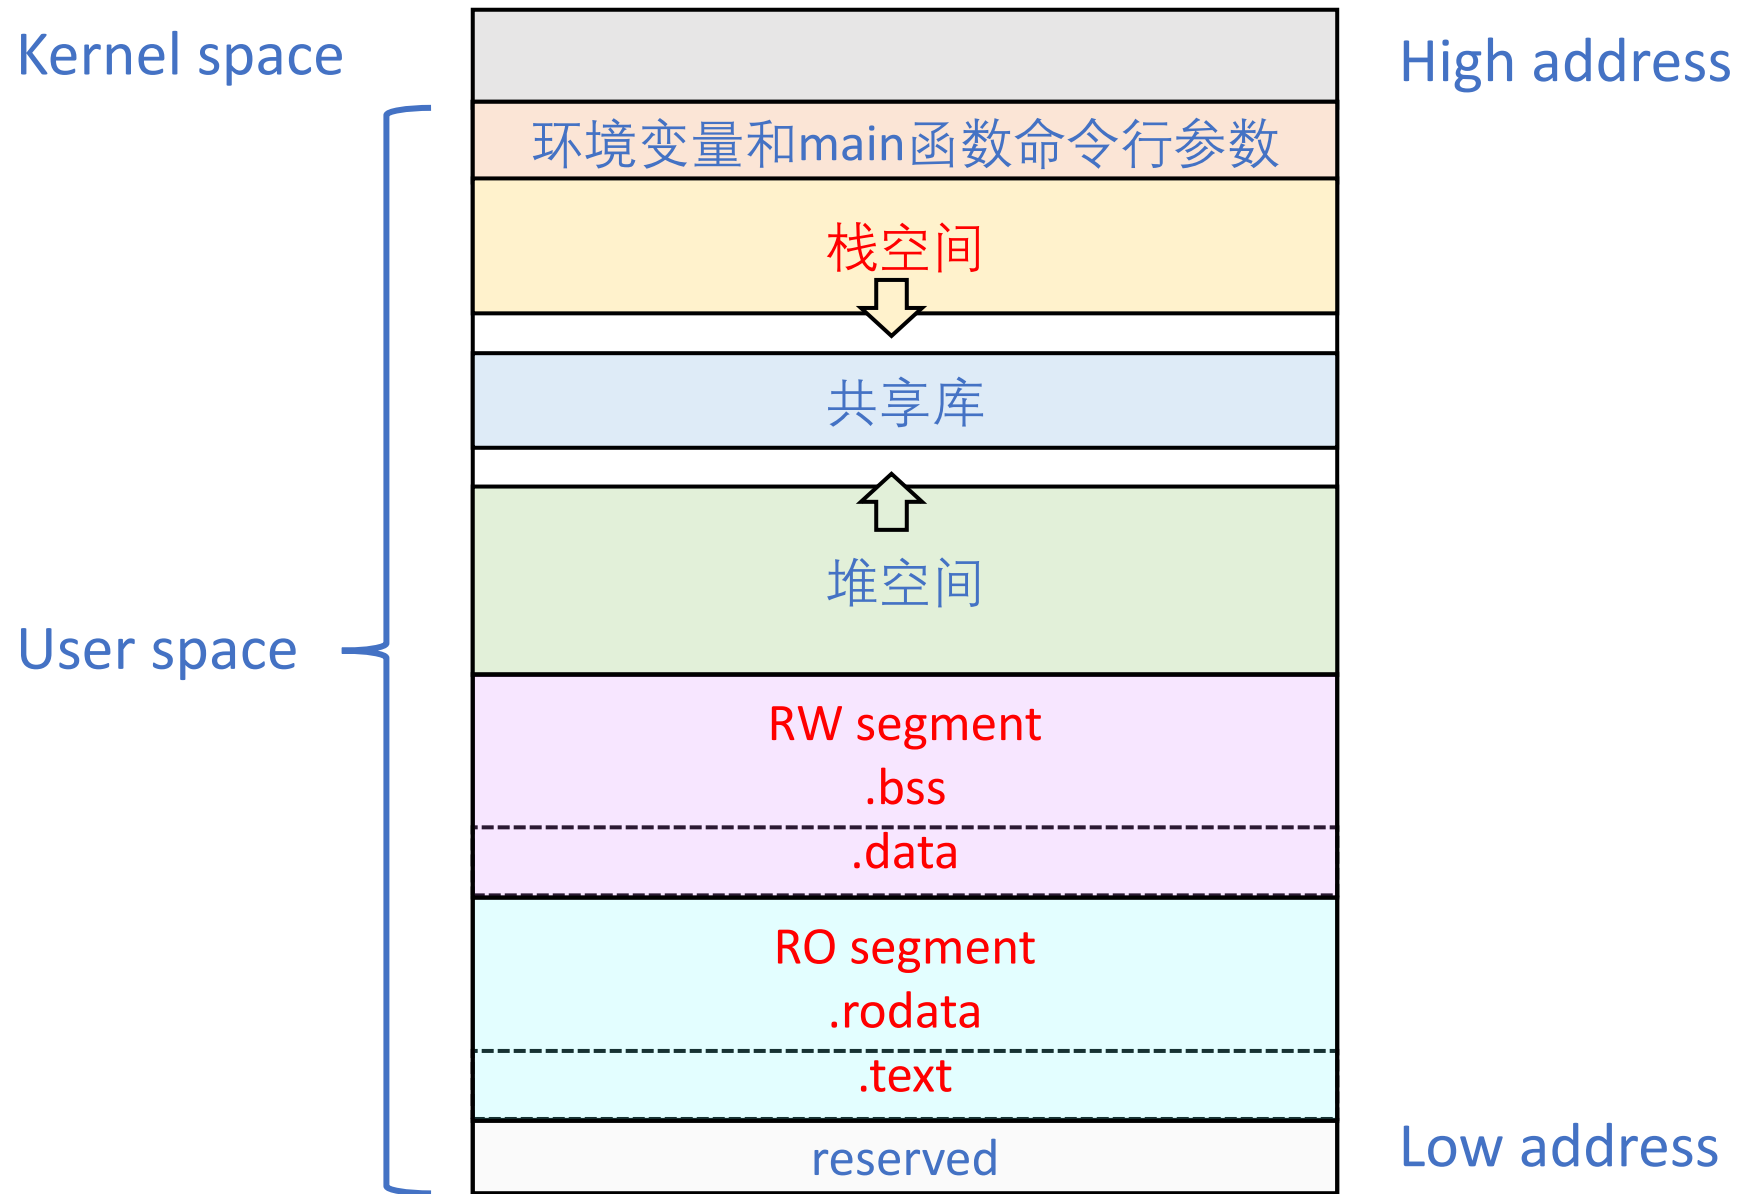 Kernel space
High address
环境变量和main函数命令行参数
栈空间
共享库
堆空间
User space
RW segment
.bss
.data
RO segment
.rodata
.text
reserved
Low address